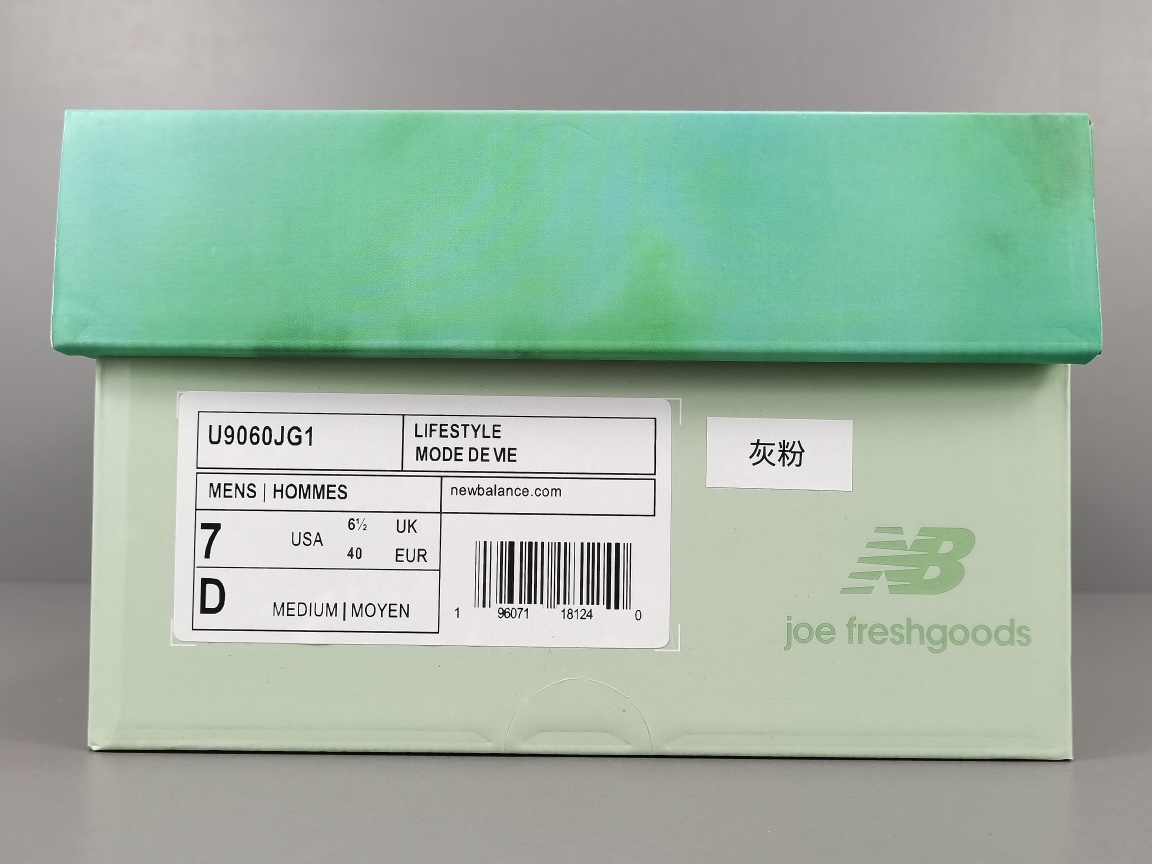 U9060JG1
LIFESTYLE
MODE DE VIE
MENS | HOMMES
newbalance.com
7
USA
6½ UK
40 EUR
D
MEDIUM | MOYEN
1 96071 18124 0
灰粉
NB
joe freshgoods